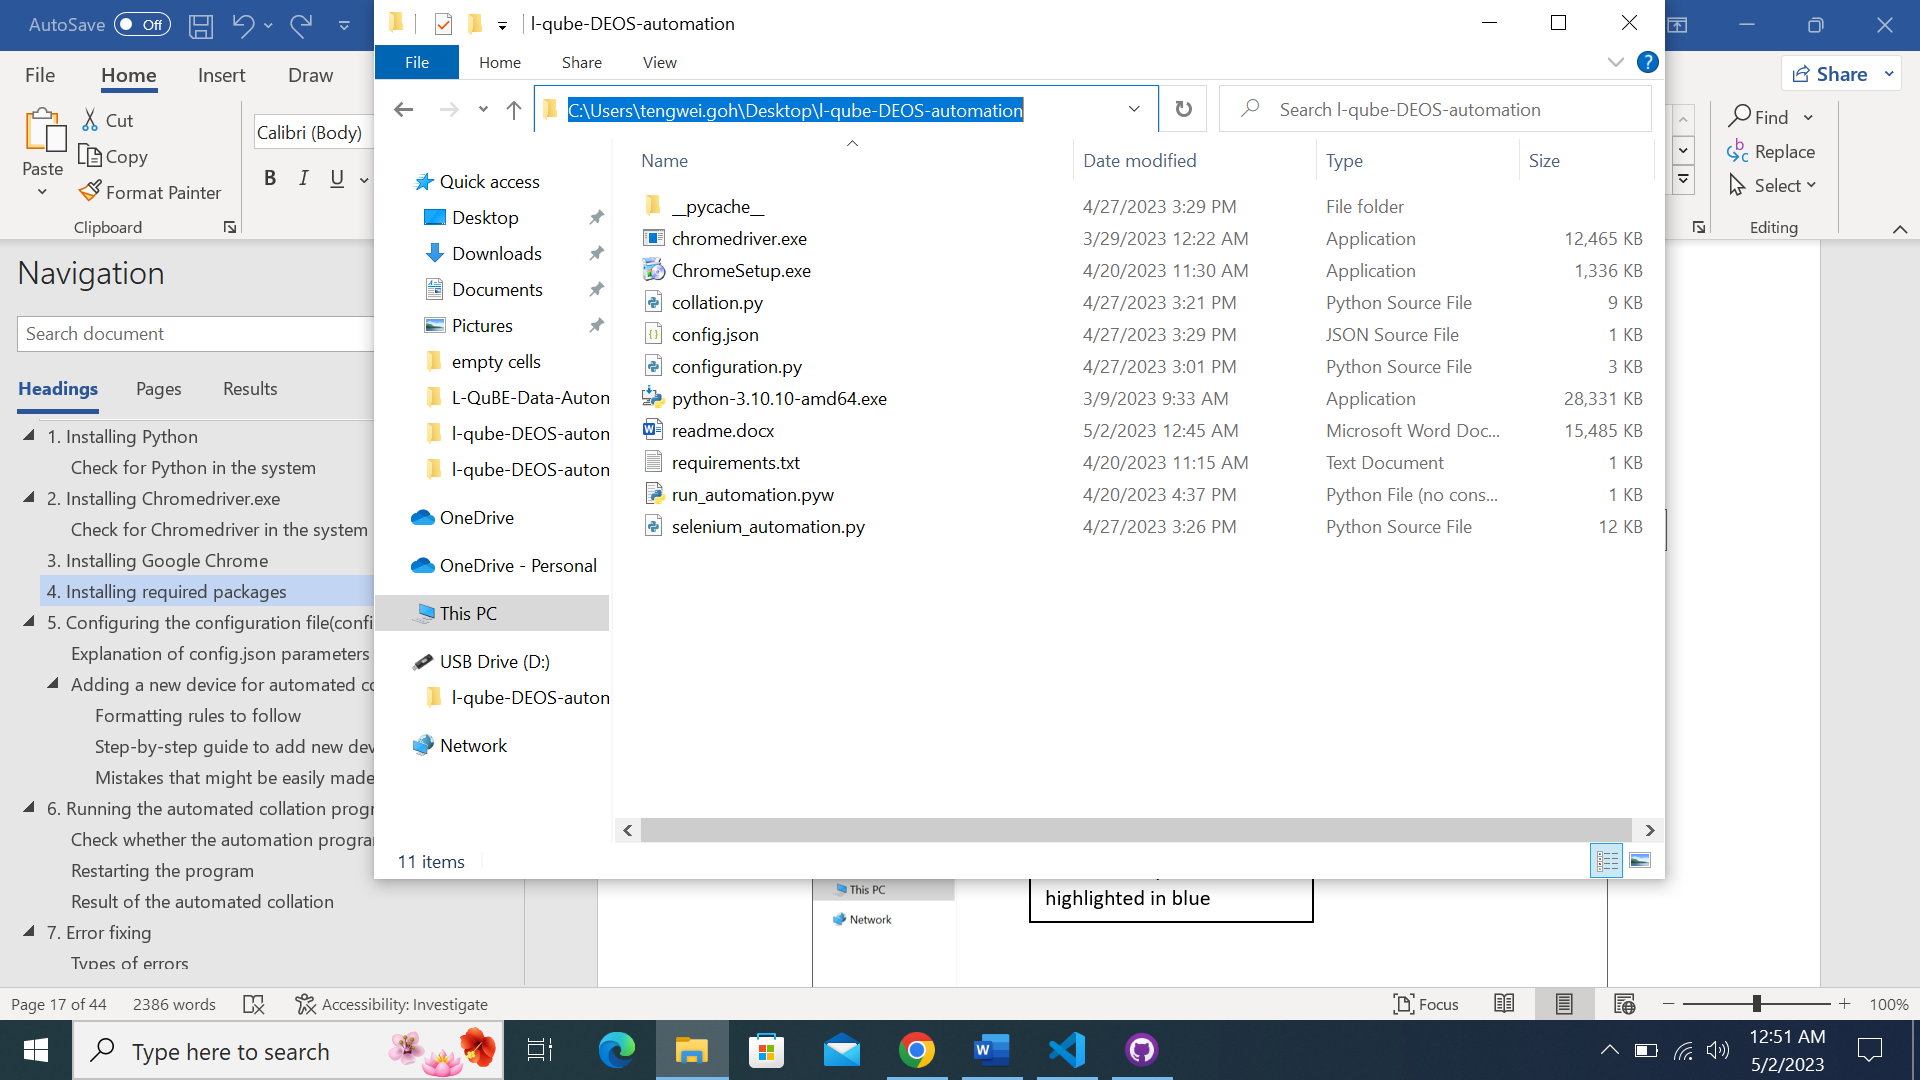 AutoSave Off
l-qube-DEOS-automation
File Home Insert Draw
File Home Share View
Share
C:\Users\tengwei.goh\Desktop\l-qube-DEOS-automation
Search l-qube-DEOS-automation
Paste
Cut
Copy
Format Painter
Clipboard
Calibri (Body)
B I U
Find
Replace
Select
Editing
Navigation
Search document
Headings Pages Results
1. Installing Python
Check for Python in the system
2. Installing Chromedriver.exe
Check for Chromedriver in the system
3. Installing Google Chrome
4. Installing required packages
5. Configuring the configuration file(confi
Explanation of config.json parameters
Adding a new device for automated co
Formatting rules to follow
Step-by-step guide to add new dev
Mistakes that might be easily made
6. Running the automated collation progr
Check whether the automation program
Restarting the program
Result of the automated collation
7. Error fixing
Types of errors
Quick access
Desktop
Downloads
Documents
Pictures
empty cells
L-QuBE-Data-Autom
l-qube-DEOS-autom
l-qube-DEOS-autom
OneDrive
OneDrive - Personal
This PC
USB Drive (D:)
l-qube-DEOS-autom
Network
Name Date modified Type Size
__pycache__ 4/27/2023 3:29 PM File folder
chromedriver.exe 3/29/2023 12:22 AM Application 12,465 KB
ChromeSetup.exe 4/20/2023 11:30 AM Application 1,336 KB
collation.py 4/27/2023 3:21 PM Python Source File 9 KB
config.json 4/27/2023 3:29 PM JSON Source File 1 KB
configuration.py 4/27/2023 3:01 PM Python Source File 3 KB
python-3.10.10-amd64.exe 3/9/2023 9:33 AM Application 28,331 KB
readme.docx 5/2/2023 12:45 AM Microsoft Word Doc... 15,485 KB
requirements.txt 4/20/2023 11:15 AM Text Document 1 KB
run_automation.pyw 4/20/2023 4:37 PM Python File (no cons... 1 KB
selenium_automation.py 4/27/2023 3:26 PM Python Source File 12 KB
11 items
This PC
Network
highlighted in blue
Page 17 of 44 2386 words Accessibility: Investigate Focus 100%
Type here to search
12:51 AM
5/2/2023